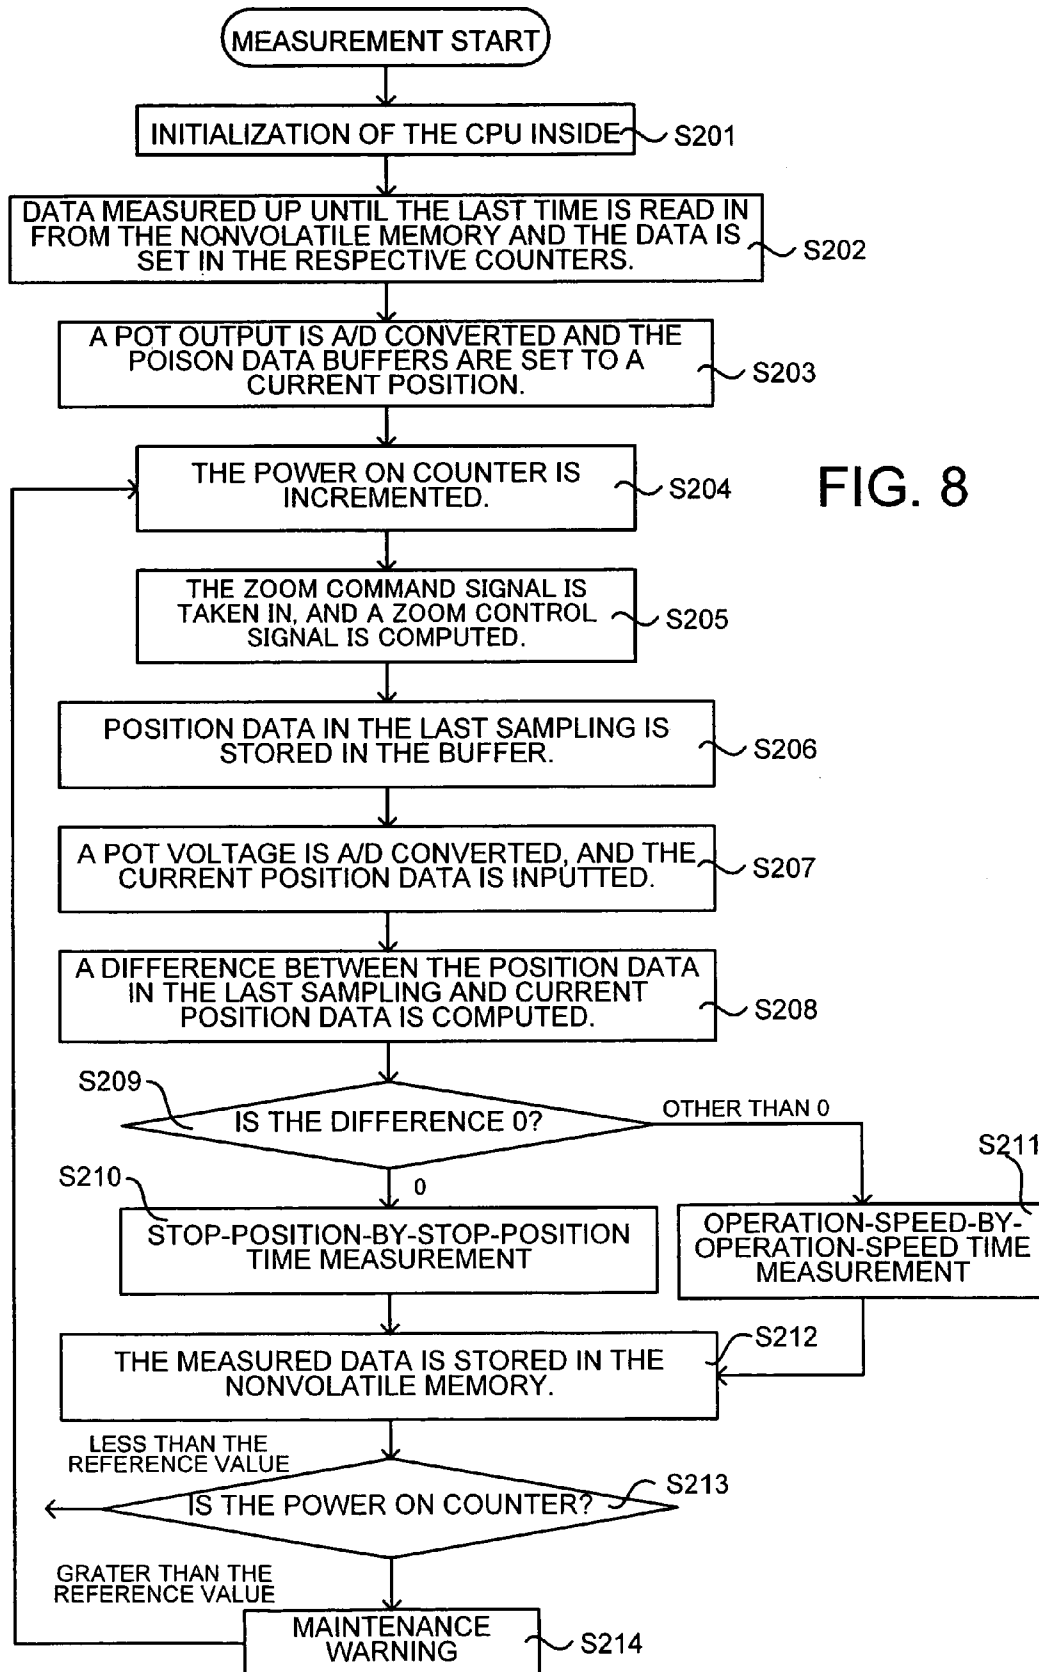 MEASUREMENT START
INITIALIZATION OF THE CPU INSIDE
S201
DATA MEASURED UP UNTIL THE LAST TIME IS READ IN
FROM THE NONVOLATILE MEMORY AND THE DATA IS
SET IN THE RESPECTIVE COUNTERS.
S202
A POT OUTPUT IS A/D CONVERTED AND THE
POISON DATA BUFFERS ARE SET TO A
CURRENT POSITION.
S203
THE POWER ON COUNTER IS
INCREMENTED.
S204
FIG. 8
THE ZOOM COMMAND SIGNAL IS
TAKEN IN, AND A ZOOM CONTROL
SIGNAL IS COMPUTED.
S205
POSITION DATA IN THE LAST SAMPLING IS
STORED IN THE BUFFER.
S206
A POT VOLTAGE IS A/D CONVERTED, AND THE
CURRENT POSITION DATA IS INPUTTED.
S207
A DIFFERENCE BETWEEN THE POSITION DATA
IN THE LAST SAMPLING AND CURRENT
POSITION DATA IS COMPUTED.
S208
S209
IS THE DIFFERENCE 0?
OTHER THAN 0
0
S210
STOP-POSITION-BY-STOP-POSITION
TIME MEASUREMENT
S211
OPERATION-SPEED-BY-
OPERATION-SPEED TIME
MEASUREMENT
THE MEASURED DATA IS STORED IN THE
NONVOLATILE MEMORY.
S212
LESS THAN THE
REFERENCE VALUE
IS THE POWER ON COUNTER?
S213
GRATER THAN THE
REFERENCE VALUE
MAINTENANCE
WARNING
S214